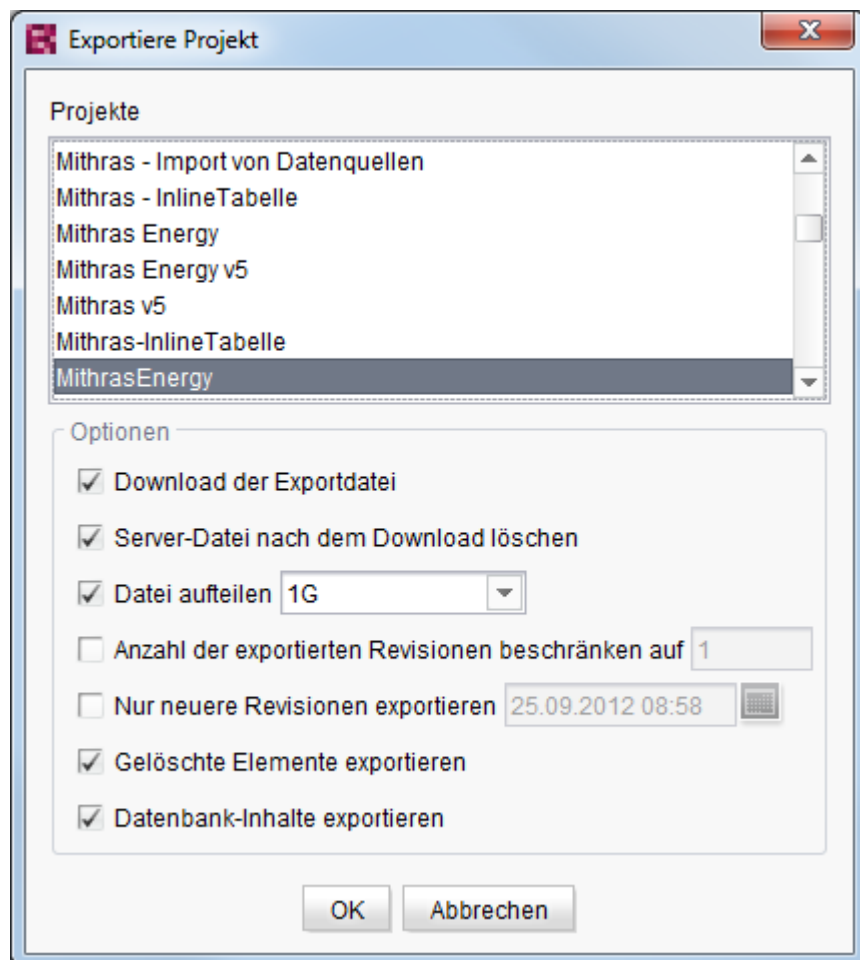 Exportiere Projekt
Projekte
Mithras - Import von Datenquellen
Mithras - InlineTabelle
Mithras Energy
Mithras Energy v5
Mithras v5
Mithras-InlineTabelle
MithrasEnergy
Optionen
Download der Exportdatei
Server-Datei nach dem Download löschen
Datei aufteilen 1G
Anzahl der exportierten Revisionen beschränken auf 1
Nur neuere Revisionen exportieren 25.09.2012 08:58
Gelöschte Elemente exportieren
Datenbank-Inhalte exportieren
OK Abbrechen